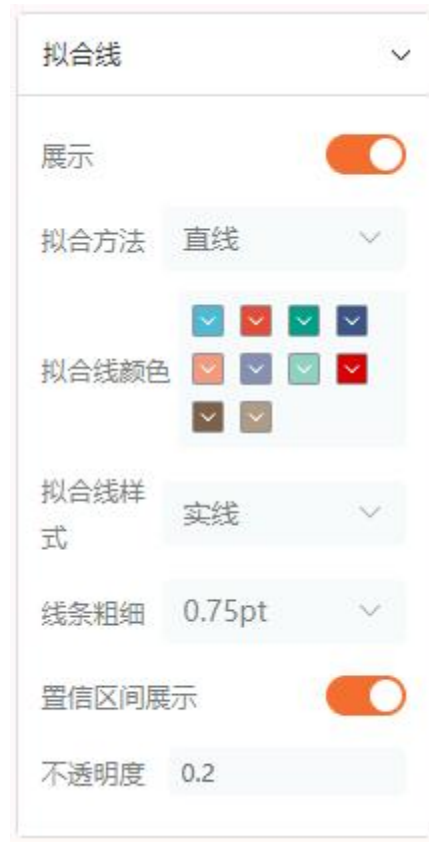 拟合线
展示
拟合方法 直线
拟合线颜色
拟合线样
式
实线
线条粗细 0.75pt
置信区间展示
不透明度 0.2